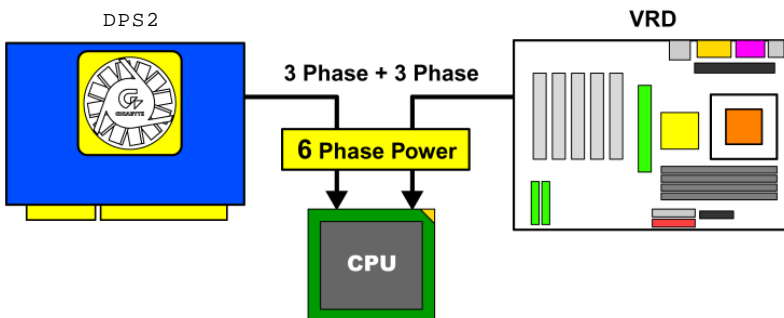 DPS2
VRD
3 Phase + 3 Phase
GIGABYTE
6 Phase Power
CPU